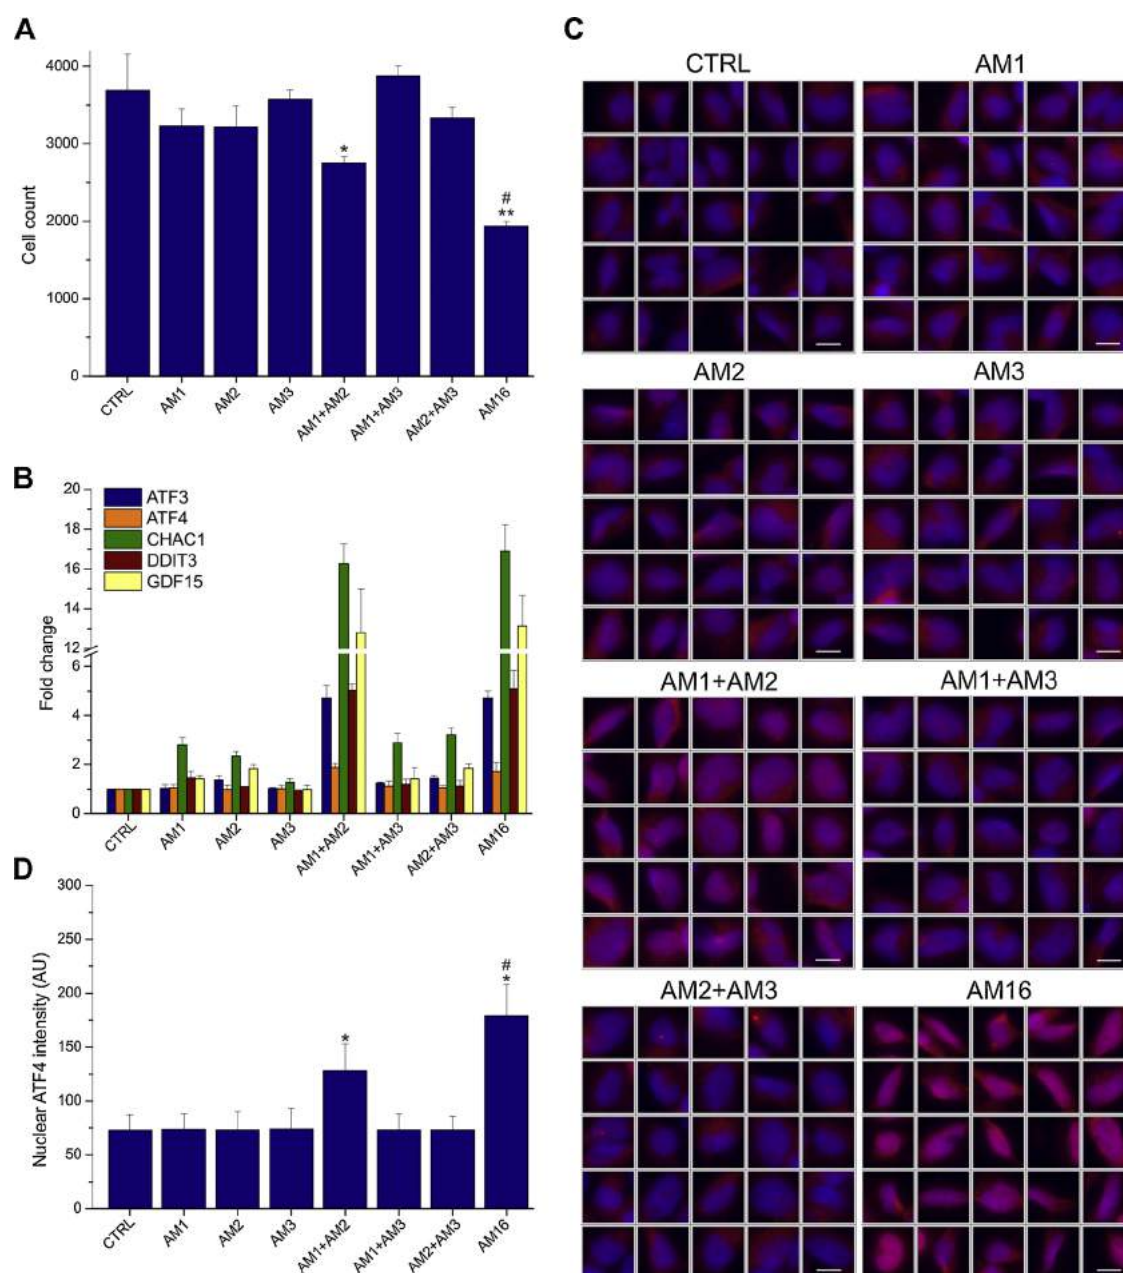 A
Cell count
4000
3000
2000
1000
0
*
#
**
CTRL
AM1
AM2
AM3
AM1+AM2
AM1+AM3
AM2+AM3
AM16
B
Fold change
20
18
16
14
12
6
4
2
0
ATF3
ATF4
CHAC1
DDIT3
GDF15
CTRL
AM1
AM2
AM3
AM1+AM2
AM1+AM3
AM2+AM3
AM16
D
Nuclear ATF4 intensity (AU)
300
250
200
150
100
50
0
*
#
*
CTRL
AM1
AM2
AM3
AM1+AM2
AM1+AM3
AM2+AM3
AM16
C
CTRL
AM1
AM2
AM3
AM1+AM2
AM1+AM3
AM2+AM3
AM16